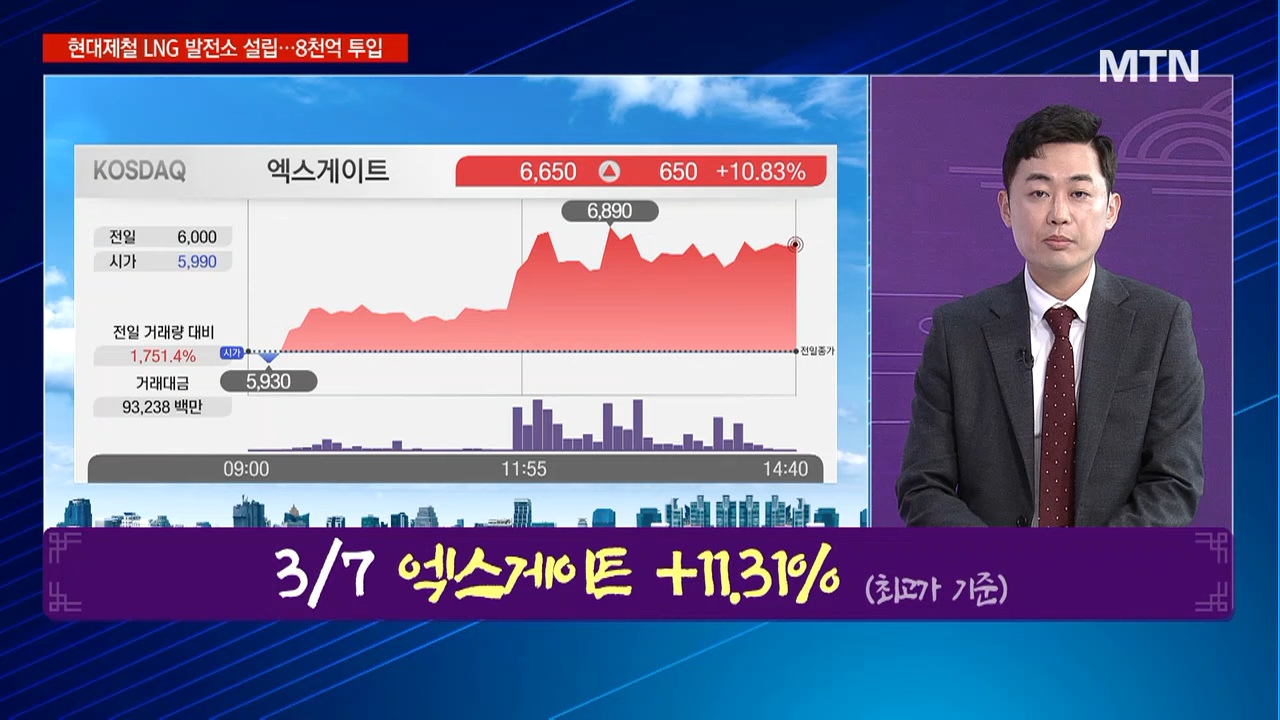 현대제철 LNG 발전소 설립…8천억 투입
MTN
KOSDAQ 엑스게이트 6,650 ▲ 650 +10.83%
6,890
전일 6,000
시가 5,990
전일 거래량 대비
1,751.4%
시가
전일종가
거래대금
5,930
93,238 백만
09:00 11:55 14:40
3/7 엑스게이트 +11.31% (최고가 기준)